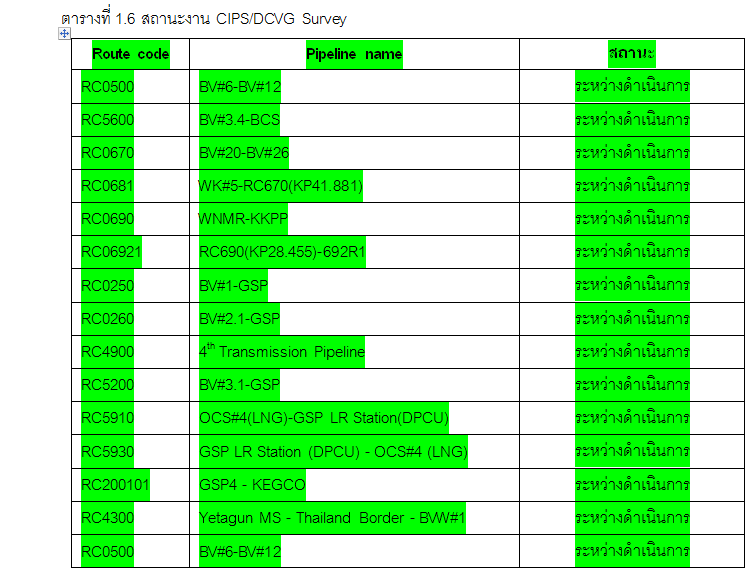 ตารางที่ 1.6 สถานะงาน CIPS/DCVG Survey
Route code Pipeline name สถานะ
RC0500 BV#6-BV#12 ระหว่างดำเนินการ
RC5600 BV#3.4-BCS ระหว่างดำเนินการ
RC0670 BV#20-BV#26 ระหว่างดำเนินการ
RC0681 WK#5-RC670(KP41.881) ระหว่างดำเนินการ
RC0690 WNMR-KKPP ระหว่างดำเนินการ
RC06921 RC690(KP28.455)-692R1 ระหว่างดำเนินการ
RC0250 BV#1-GSP ระหว่างดำเนินการ
RC0260 BV#2.1-GSP ระหว่างดำเนินการ
RC4900 4th Transmission Pipeline ระหว่างดำเนินการ
RC5200 BV#3.1-GSP ระหว่างดำเนินการ
RC5910 OCS#4(LNG)-GSP LR Station(DPCU) ระหว่างดำเนินการ
RC5930 GSP LR Station (DPCU) - OCS#4 (LNG) ระหว่างดำเนินการ
RC200101 GSP4 - KEGCO ระหว่างดำเนินการ
RC4300 Yetagun MS - Thailand Border - BVW#1 ระหว่างดำเนินการ
RC0500 BV#6-BV#12 ระหว่างดำเนินการ